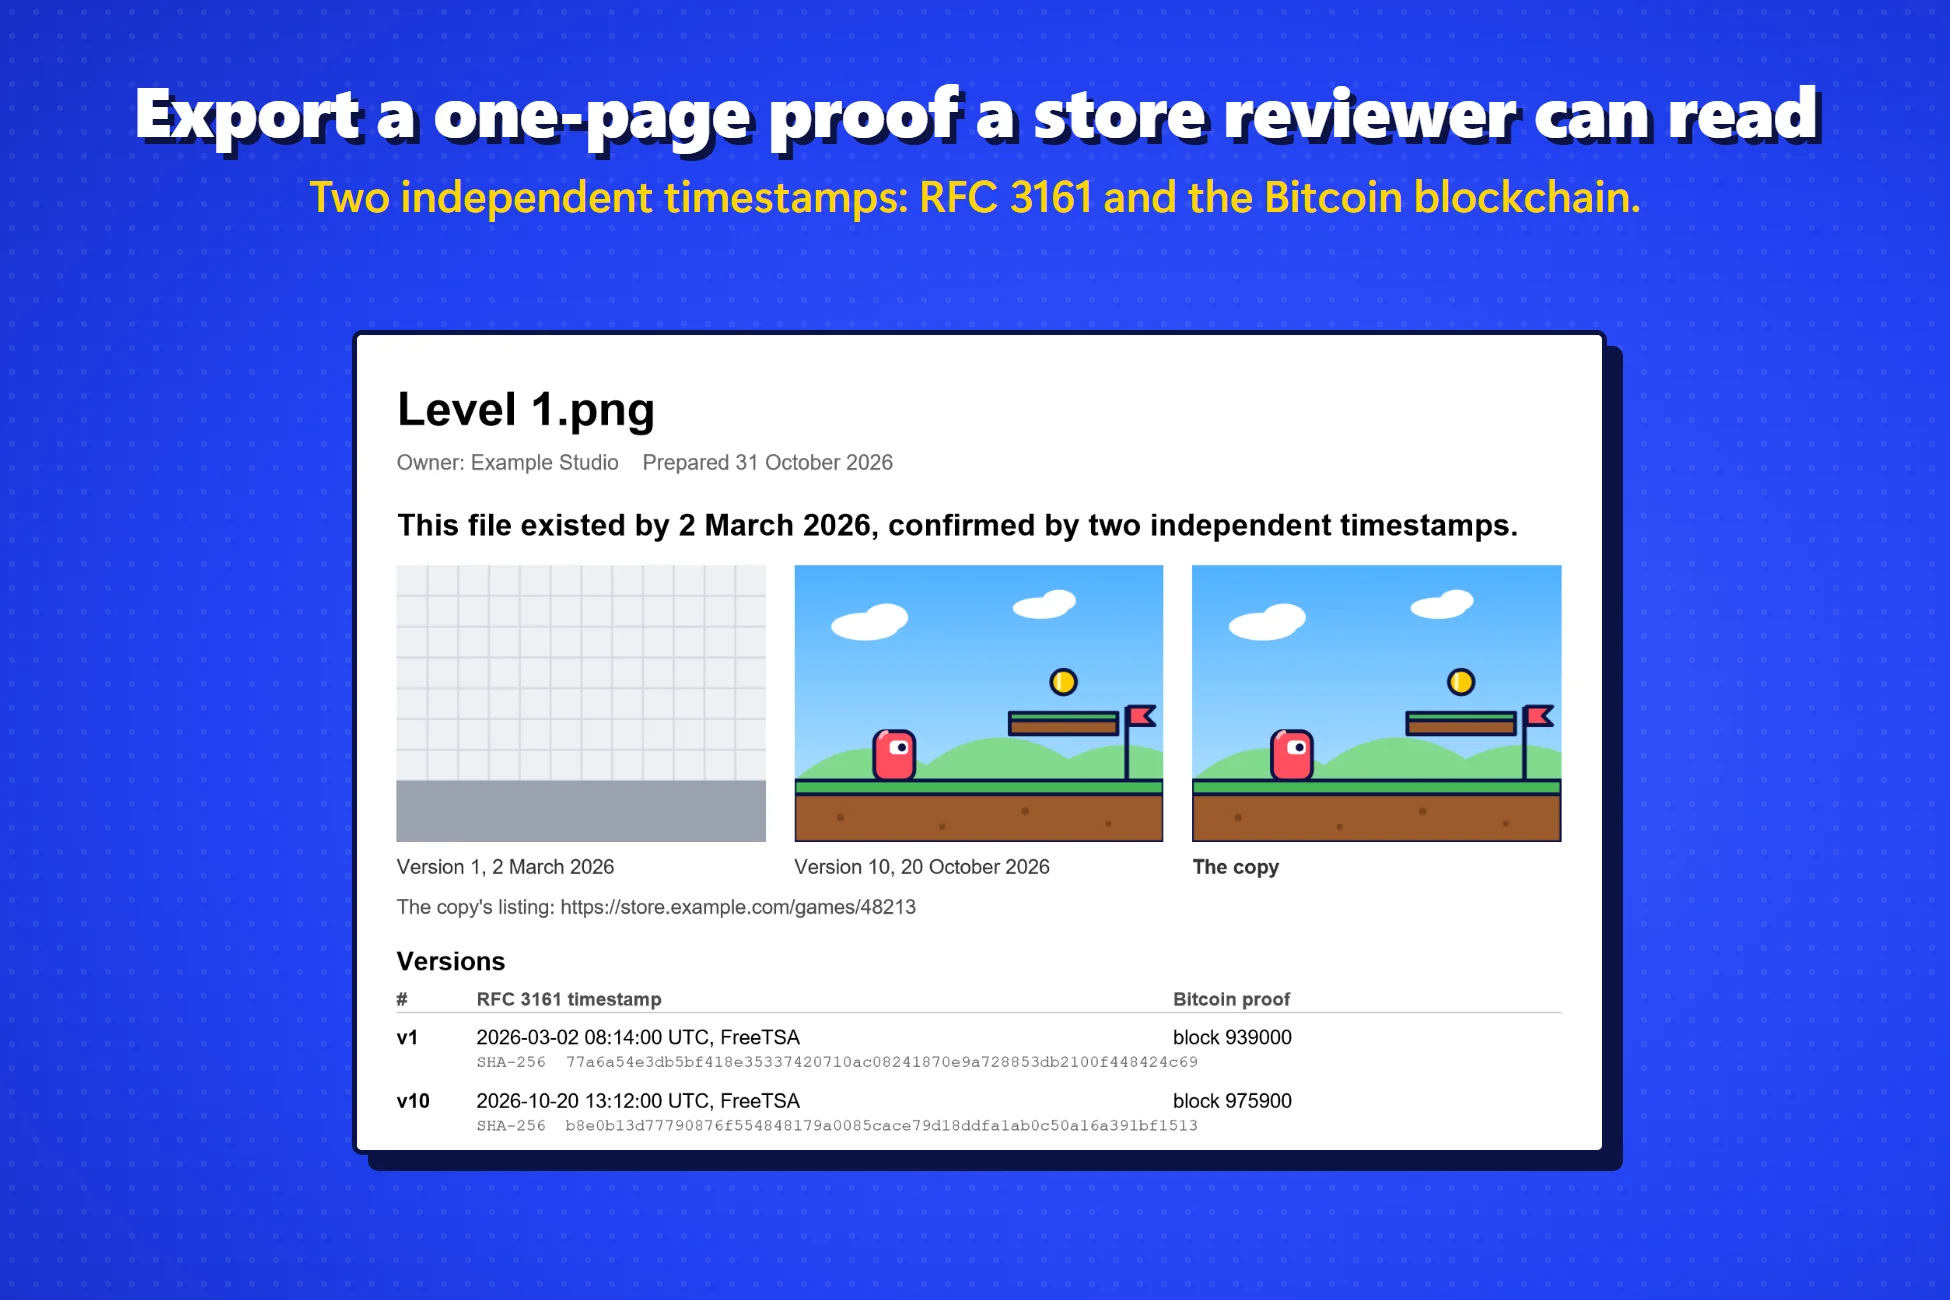 Export a one-page proof a store reviewer can read
Two independent timestamps: RFC 3161 and the Bitcoin blockchain.
Level 1.png
Owner: Example Studio Prepared 31 October 2026
This file existed by 2 March 2026, confirmed by two independent timestamps.
Version 1, 2 March 2026
Version 10, 20 October 2026
The copy
The copy's listing: https://store.example.com/games/48213
Versions
# RFC 3161 timestamp Bitcoin proof
v1 2026-03-02 08:14:00 UTC, FreeTSA block 939000
SHA-256 77a6a54e3db5bf418e35337420710ac08241870e9a728853db2100f448424c69
v10 2026-10-20 13:12:00 UTC, FreeTSA block 975900
SHA-256 b8e0b13d77790876f554848179a0085cace79d18ddfa1ab0c50a16a391bf1513